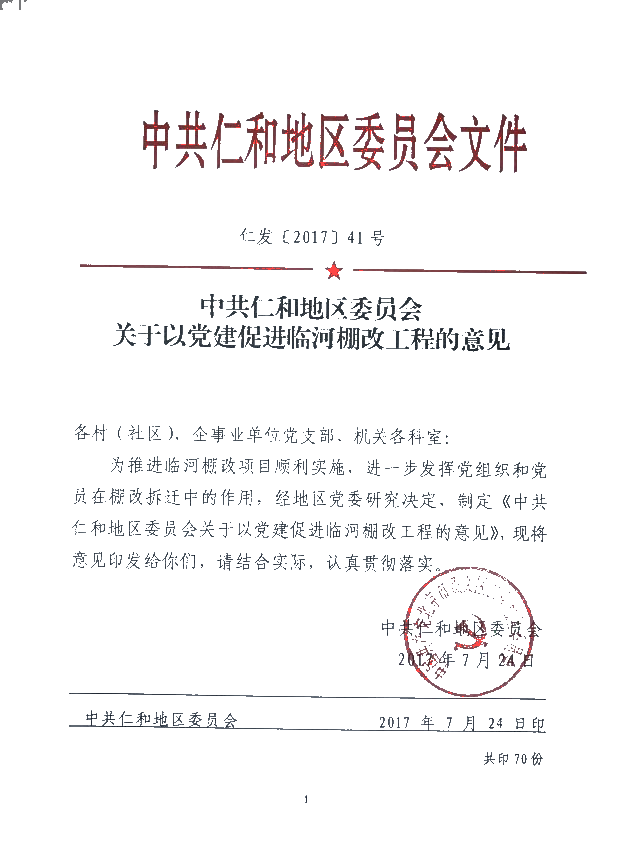 中共仁和地区委员会文件
仁发〔2017〕41号
中共仁和地区委员会
关于以党建促进临河棚改工程的意见
各村（社区）、企事业单位党支部、机关各科室：
为推进临河棚改项目顺利实施，进一步发挥党组织和党
员在棚改拆迁中的作用，经地区党委研究决定，制定《中共
仁和地区委员会关于以党建促进临河棚改工程的意见》，现将
意见印发给你们，请结合实际，认真贯彻落实。
中共仁和地区委员会
2017年7月24日
中共仁和地区委员会 2017 年 7 月 24 日印
共印70份
1